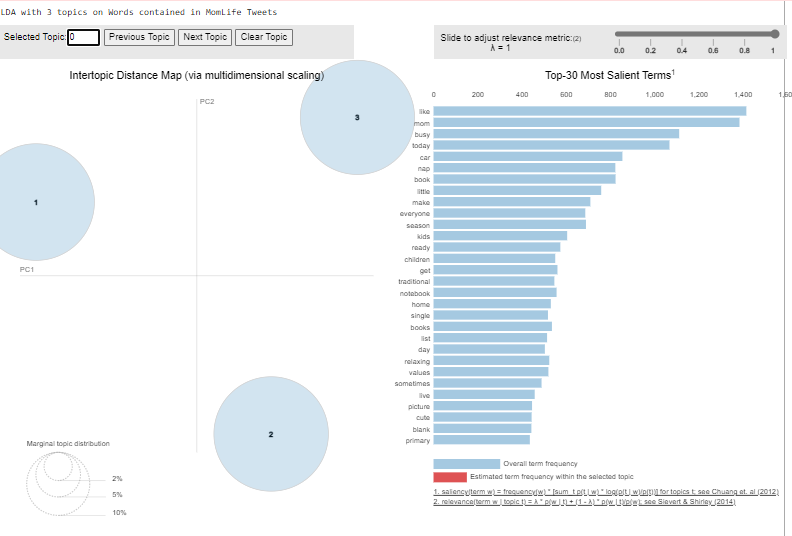 LDA with 3 topics on Words contained in MomLife Tweets
Selected Topic: 0 Previous Topic Next Topic Clear Topic
Slide to adjust relevance metric:(2)
λ = 1
0.0 0.2 0.4 0.6 0.8 1
Intertopic Distance Map (via multidimensional scaling)
PC2
PC1
1
2
3
Marginal topic distribution
2%
5%
10%
Top-30 Most Salient Terms1
0 200 400 600 800 1,000 1,200 1,400 1,60
like
mom
busy
today
car
nap
book
little
make
everyone
season
kids
ready
children
get
traditional
notebook
home
single
books
list
day
relaxing
values
sometimes
live
picture
cute
blank
primary
Overall term frequency
Estimated term frequency within the selected topic
1. saliency(term w) = frequency(w) * [sum_t p(t | w) * log(p(t | w)/p(t))] for topics t; see Chuang et. al (2012)
2. relevance(term w | topic t) = λ * p(w | t) + (1 - λ) * p(w | t)/p(w); see Sievert & Shirley (2014)